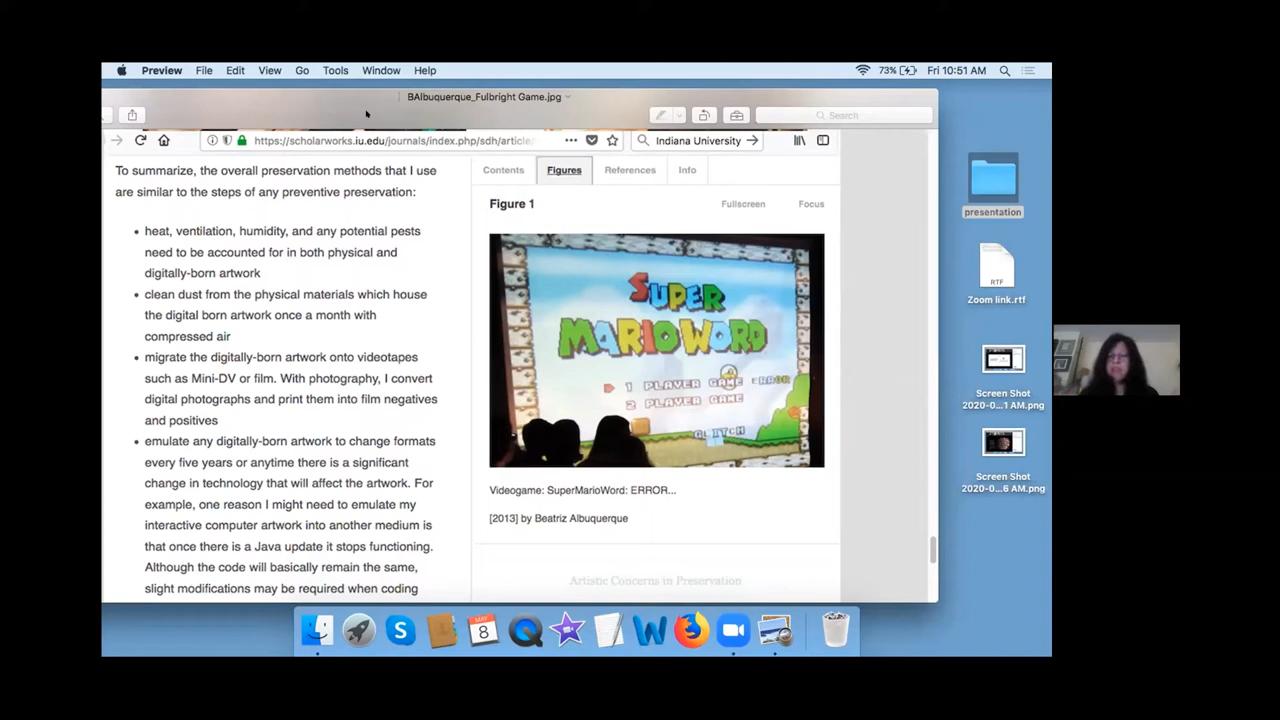 Preview File Edit View Go Tools Window Help
73% Fri 10:51 AM
BAlbuquerque_Fulbright Game.jpg
Search
https://scholarworks.iu.edu/journals/index.php/sdh/article/
Indiana University
To summarize, the overall preservation methods that I use
are similar to the steps of any preventive preservation:
• heat, ventilation, humidity, and any potential pests
need to be accounted for in both physical and
digitally-born artwork
• clean dust from the physical materials which house
the digital born artwork once a month with
compressed air
• migrate the digitally-born artwork onto videotapes
such as Mini-DV or film. With photography, I convert
digital photographs and print them into film negatives
and positives
• emulate any digitally-born artwork to change formats
every five years or anytime there is a significant
change in technology that will affect the artwork. For
example, one reason I might need to emulate my
interactive computer artwork into another medium is
that once there is a Java update it stops functioning.
Although the code will basically remain the same,
slight modifications may be required when coding
Contents Figures References Info
Figure 1
Fullscreen Focus
SUPER
MARIO WORD
1 PLAYER GAME ERROR
2 PLAYER GAME
GLITCH
Videogame: SuperMarioWord: ERROR...
[2013] by Beatriz Albuquerque
Artistic Concerns in Preservation
presentation
RTF
Zoom link.rtf
Screen Shot
2020-0...1 AM.png
Screen Shot
2020-0...6 AM.png
MAY
8